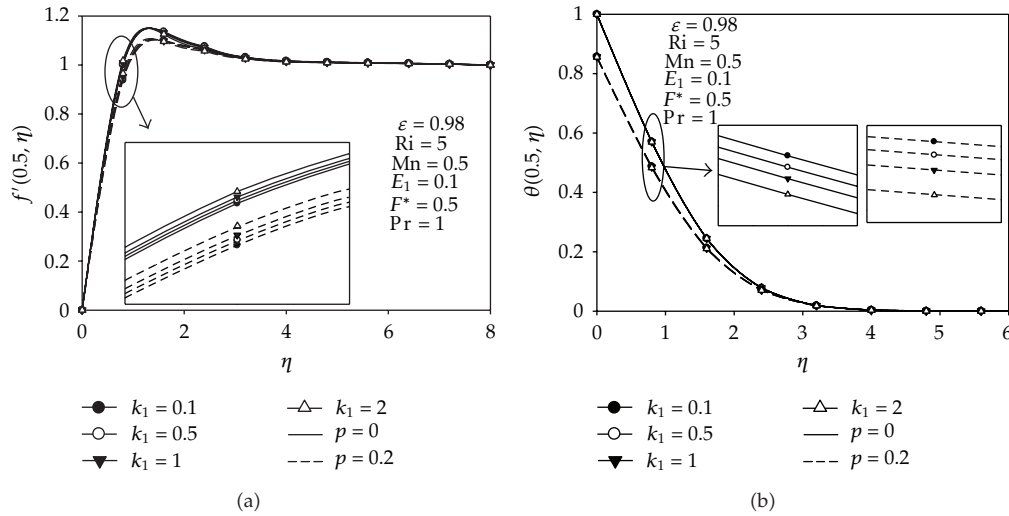 1.2
1
0.8
0.6
0.4
0.2
0
f′(0.5, η)
0 2 4 6 8
η
ε = 0.98
Ri = 5
Mn = 0.5
E₁ = 0.1
F* = 0.5
Pr = 1
k₁ = 0.1
k₁ = 0.5
k₁ = 1
k₁ = 2
p = 0
p = 0.2
(a)
1
0.8
0.6
0.4
0.2
0
θ(0.5, η)
0 1 2 3 4 5 6
η
ε = 0.98
Ri = 5
Mn = 0.5
E₁ = 0.1
F* = 0.5
Pr = 1
k₁ = 0.1
k₁ = 0.5
k₁ = 1
k₁ = 2
p = 0
p = 0.2
(b)